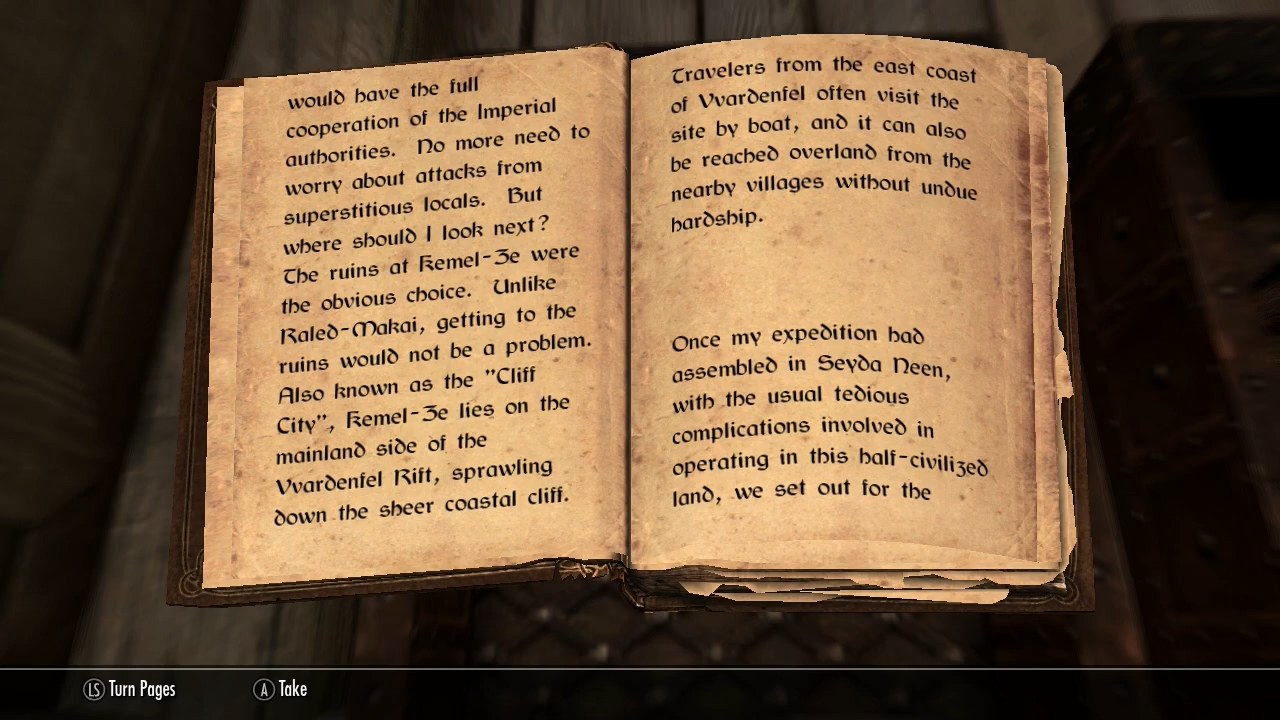 would have the full
cooperation of the Imperial
authorities.  No more need to
worry about attacks from
superstitious locals.  But
where should I look next?
The ruins at Kemel-Ze were
the obvious choice.  Unlike
Raled-Makai, getting to the
ruins would not be a problem.
Also known as the "Cliff
City", Kemel-Ze lies on the
mainland side of the
Vvardenfel Rift, sprawling
down the sheer coastal cliff.
Travelers from the east coast
of Vvardenfel often visit the
site by boat, and it can also
be reached overland from the
nearby villages without undue
hardship.
Once my expedition had
assembled in Seyda Neen,
with the usual tedious
complications involved in
operating in this half-civilized
land, we set out for the
LS Turn Pages
A Take